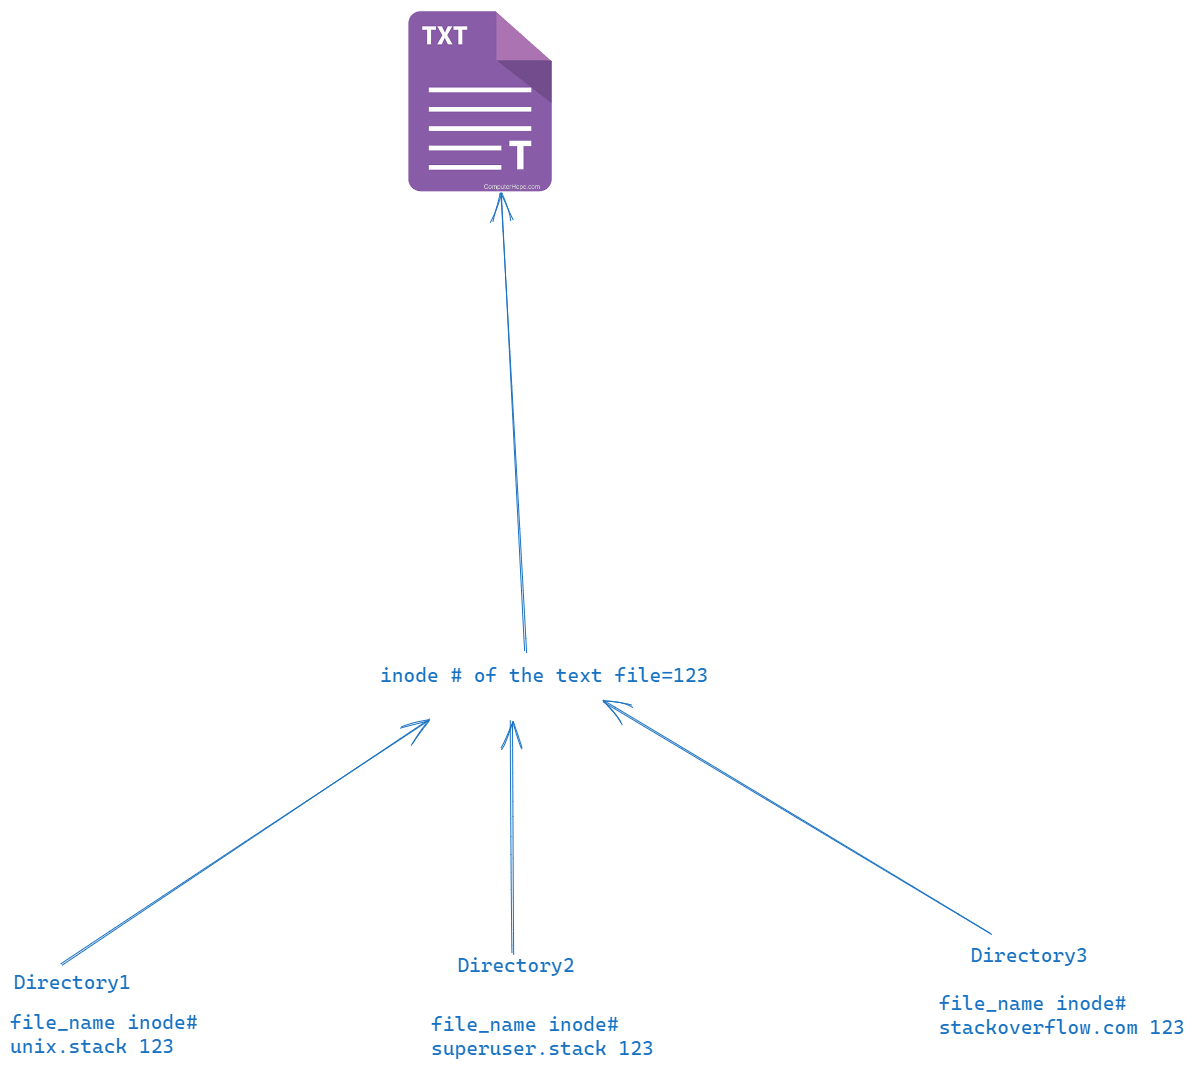 TXT
T
ComputerHope.com
inode # of the text file=123
Directory1
file_name inode#
unix.stack 123
Directory2
file_name inode#
superuser.stack 123
Directory3
file_name inode#
stackoverflow.com 123